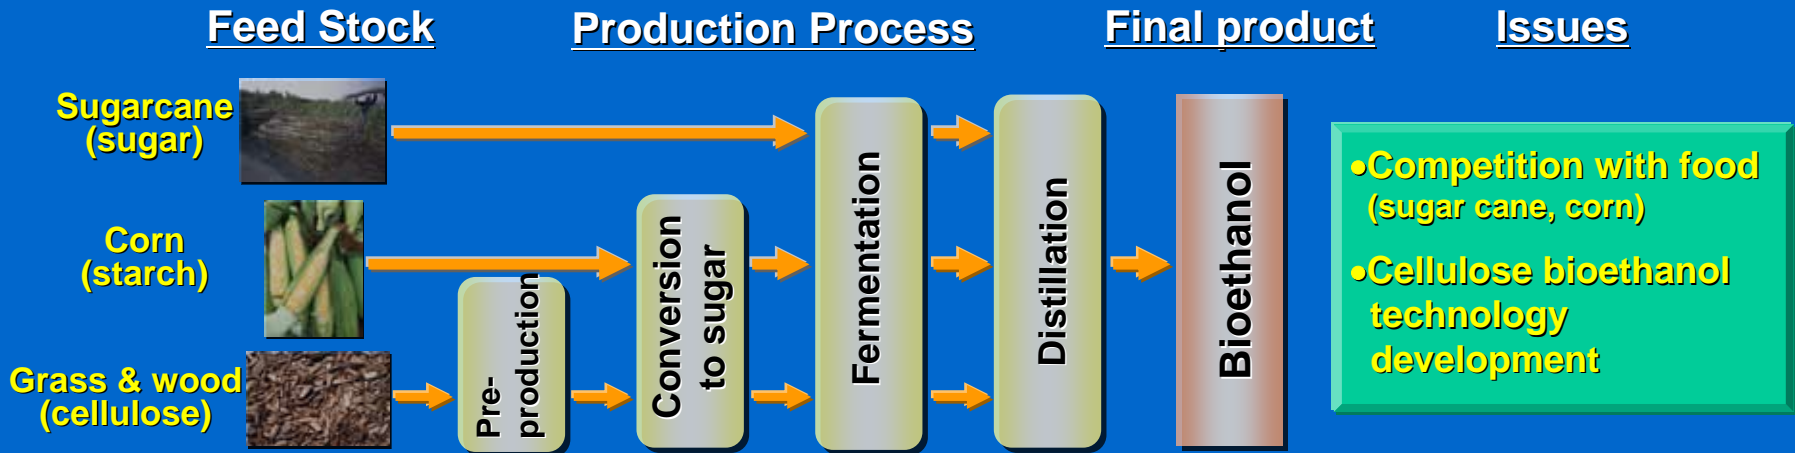 Feed Stock
Production Process
Final product
Issues
Sugarcane
(sugar)
Corn
(starch)
Grass & wood
(cellulose)
Pre-
production
Conversion
to sugar
Fermentation
Distillation
Bioethanol
•Competition with food
(sugar cane, corn)
•Cellulose bioethanol
technology
development